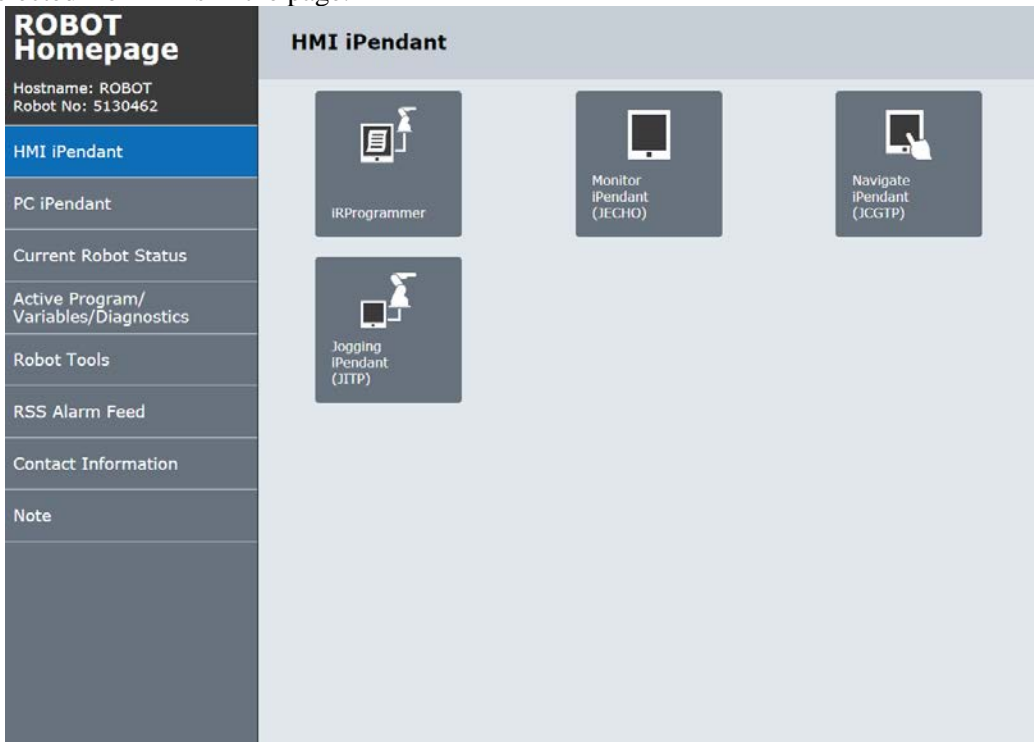 ROBOT
Homepage
Hostname: ROBOT
Robot No: 5130462
HMI iPendant
PC iPendant
Current Robot Status
Active Program/
Variables/Diagnostics
Robot Tools
RSS Alarm Feed
Contact Information
Note
HMI iPendant
iRProgrammer
Monitor
iPendant
(JECHO)
Navigate
iPendant
(JCGTP)
Jogging
iPendant
(JITP)